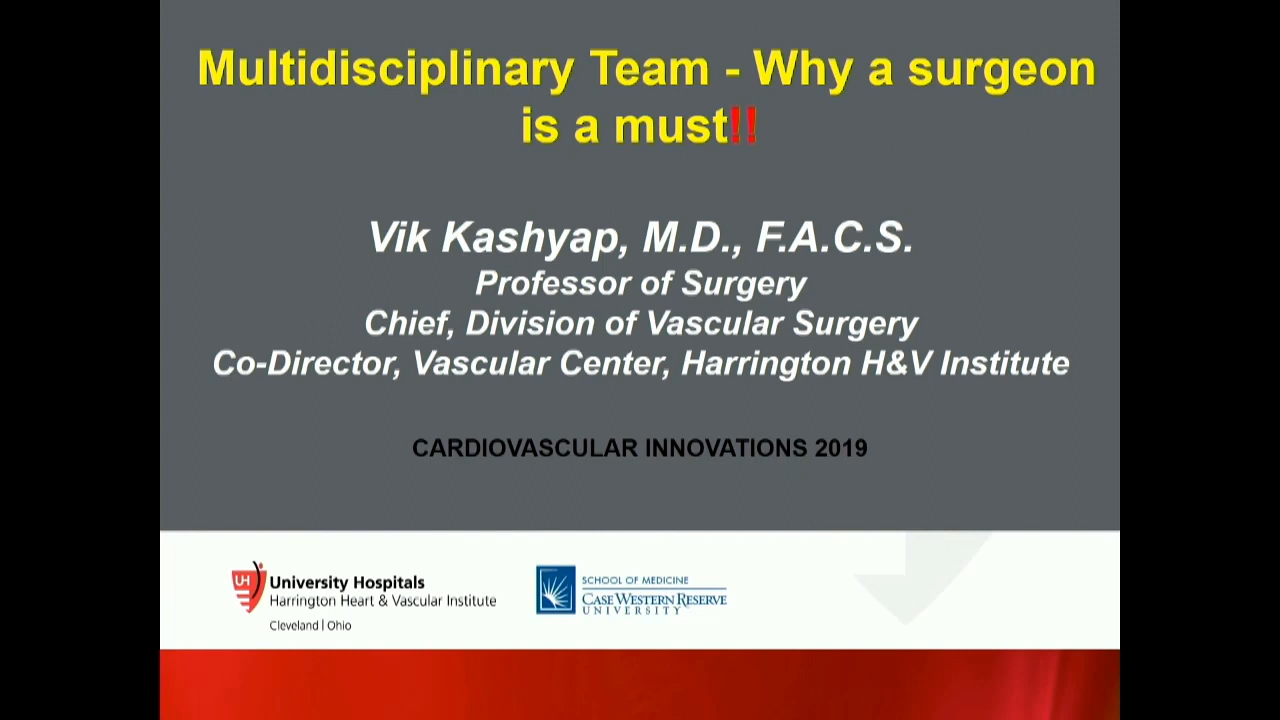 Multidisciplinary Team - Why a surgeon
is a must!!
Vik Kashyap, M.D., F.A.C.S.
Professor of Surgery
Chief, Division of Vascular Surgery
Co-Director, Vascular Center, Harrington H&V Institute
CARDIOVASCULAR INNOVATIONS 2019
UH
University Hospitals
Harrington Heart & Vascular Institute
Cleveland | Ohio
SCHOOL OF MEDICINE
CASE WESTERN RESERVE
UNIVERSITY